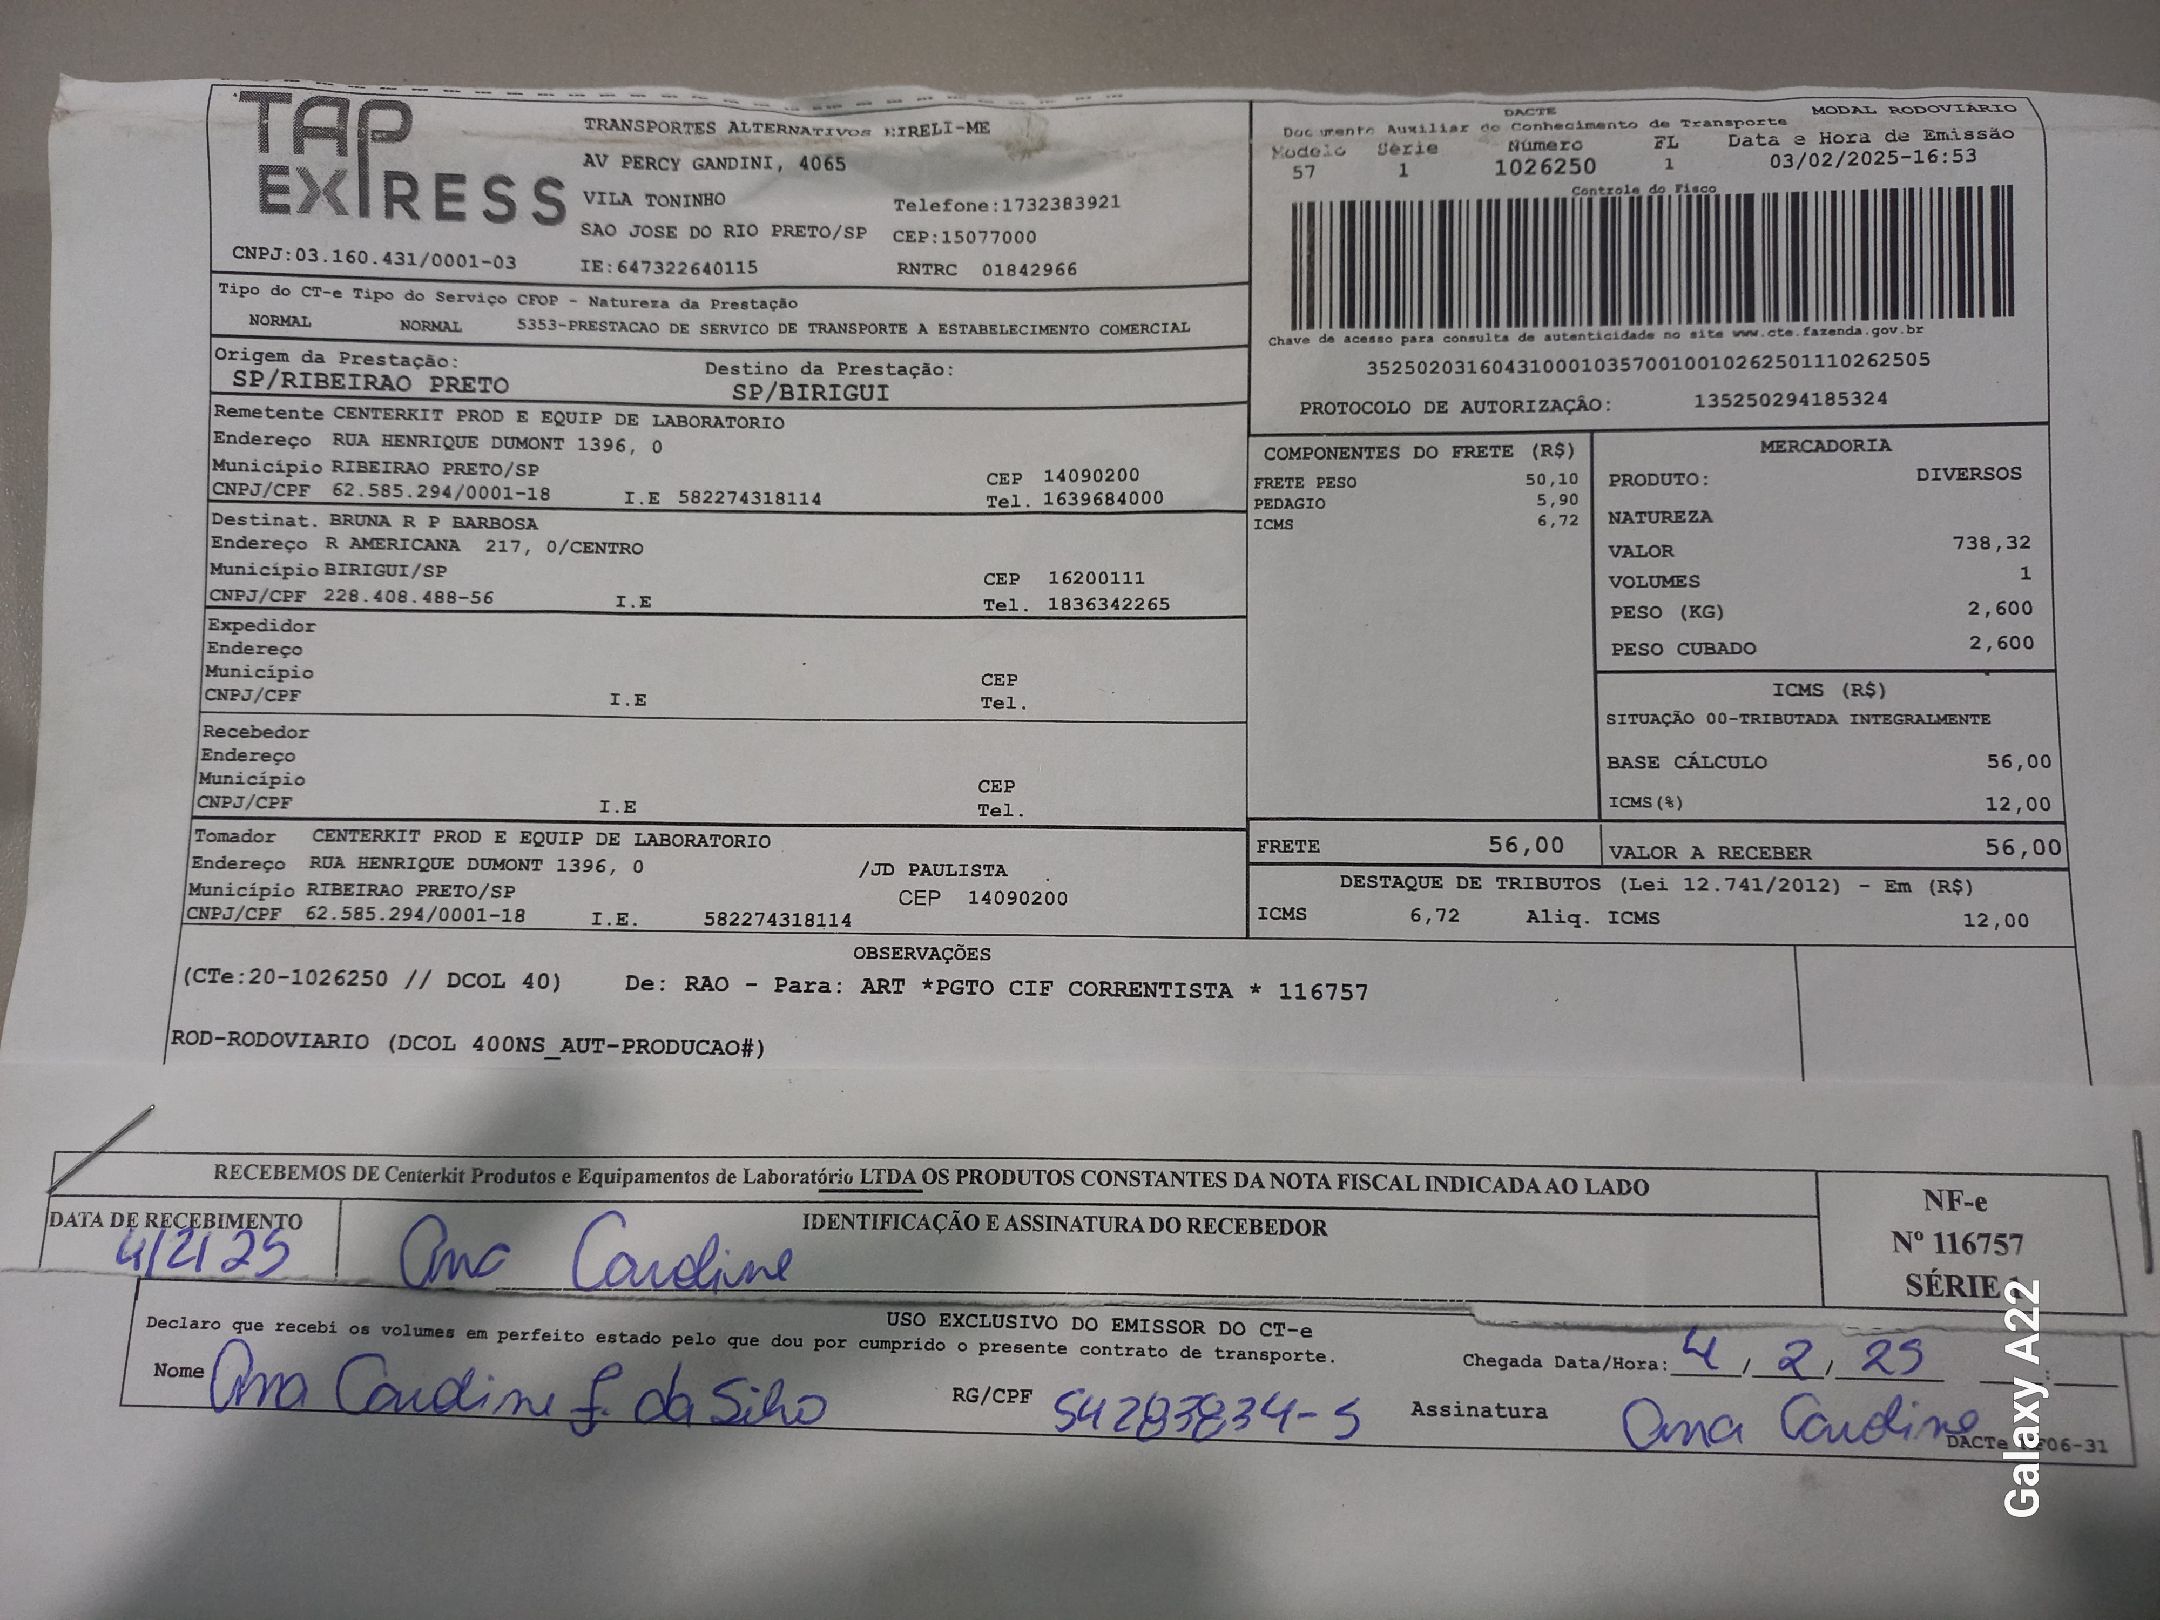 TAP EXPRESS
TRANSPORTES ALTERNATIVOS EIRELI-ME
AV PERCY GANDINI, 4065
VILA TONINHO Telefone:1732383921
SAO JOSE DO RIO PRETO/SP CEP:15077000
CNPJ:03.160.431/0001-03 IE:647322640115 RNTRC 01842966
DACTE MODAL RODOVIÁRIO
Documento Auxiliar do Conhecimento de Transporte
Modelo Série Número FL Data e Hora de Emissão
57 1 1026250 1 03/02/2025-16:53
Controle do Fisco
Chave de acesso para consulta de autenticidade no site www.cte.fazenda.gov.br
35250203160431000103570010010262501110262505
PROTOCOLO DE AUTORIZAÇÂO: 135250294185324
Tipo do CT-e Tipo do Serviço CFOP - Natureza da Prestação
NORMAL NORMAL 5353-PRESTACAO DE SERVICO DE TRANSPORTE A ESTABELECIMENTO COMERCIAL
Origem da Prestação: Destino da Prestação:
SP/RIBEIRAO PRETO SP/BIRIGUI
Remetente CENTERKIT PROD E EQUIP DE LABORATORIO
Endereço RUA HENRIQUE DUMONT 1396, 0
Município RIBEIRAO PRETO/SP CEP 14090200
CNPJ/CPF 62.585.294/0001-18 I.E 582274318114 Tel. 1639684000
Destinat. BRUNA R P BARBOSA
Endereço R AMERICANA 217, 0/CENTRO
Município BIRIGUI/SP CEP 16200111
CNPJ/CPF 228.408.488-56 I.E Tel. 1836342265
Expedidor
Endereço
Município CEP
CNPJ/CPF I.E Tel.
Recebedor
Endereço
Município CEP
CNPJ/CPF I.E Tel.
Tomador CENTERKIT PROD E EQUIP DE LABORATORIO
Endereço RUA HENRIQUE DUMONT 1396, 0 /JD PAULISTA
Município RIBEIRAO PRETO/SP CEP 14090200
CNPJ/CPF 62.585.294/0001-18 I.E. 582274318114
COMPONENTES DO FRETE (R$)
FRETE PESO 50,10
PEDAGIO 5,90
ICMS 6,72
MERCADORIA
PRODUTO: DIVERSOS
NATUREZA
VALOR 738,32
VOLUMES 1
PESO (KG) 2,600
PESO CUBADO 2,600
ICMS (R$)
SITUAÇÃO 00-TRIBUTADA INTEGRALMENTE
BASE CÁLCULO 56,00
ICMS(%) 12,00
FRETE 56,00 VALOR A RECEBER 56,00
DESTAQUE DE TRIBUTOS (Lei 12.741/2012) - Em (R$)
ICMS 6,72 Aliq. ICMS 12,00
OBSERVAÇÕES
(CTe:20-1026250 // DCOL 40) De: RAO - Para: ART *PGTO CIF CORRENTISTA * 116757
ROD-RODOVIARIO (DCOL 400NS_AUT-PRODUCAO#)
RECEBEMOS DE Centerkit Produtos e Equipamentos de Laboratório LTDA OS PRODUTOS CONSTANTES DA NOTA FISCAL INDICADA AO LADO
DATA DE RECEBIMENTO IDENTIFICAÇÃO E ASSINATURA DO RECEBEDOR
4/2/25 Ana Caroline
NF-e
Nº 116757
SÉRIE 1
USO EXCLUSIVO DO EMISSOR DO CT-e
Declaro que recebi os volumes em perfeito estado pelo que dou por cumprido o presente contrato de transporte.
Chegada Data/Hora: 4 / 2 / 25 :
Nome Ana Caroline f. da Silva RG/CPF 54283834-5 Assinatura Ana Caroline
DACTe 06-31
Galaxy A22